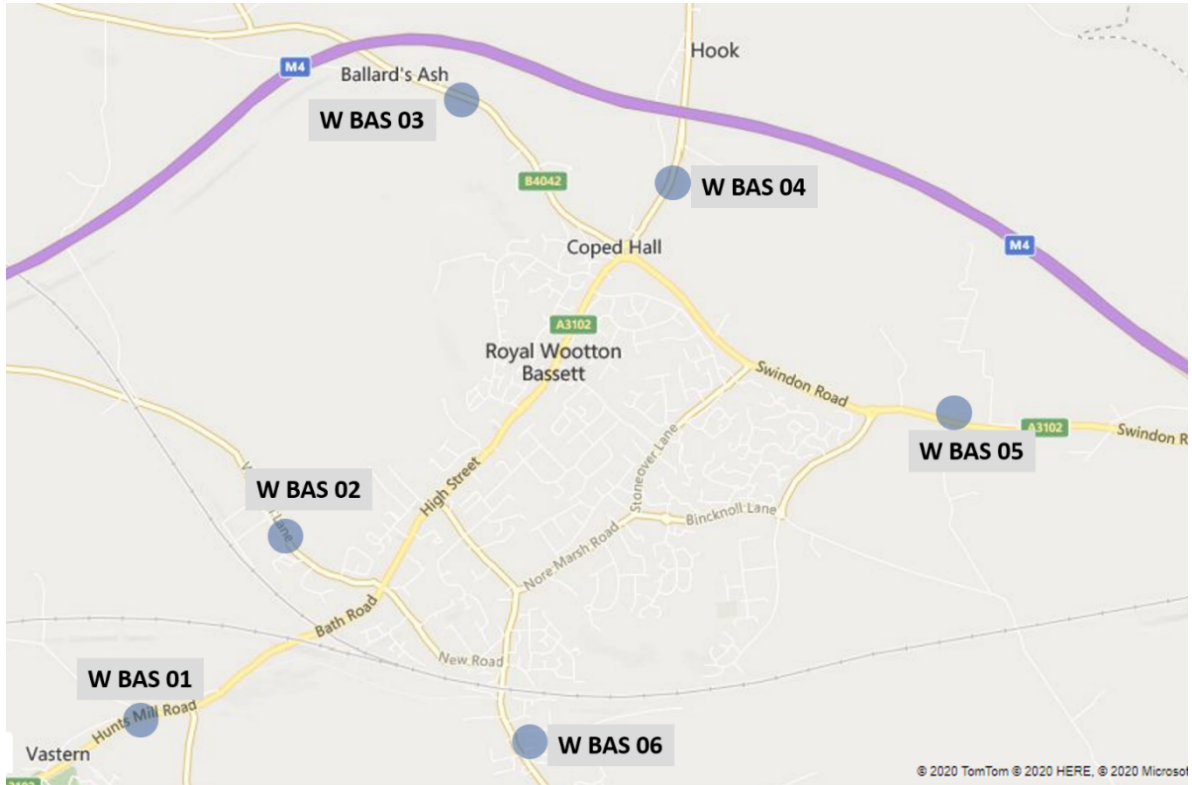 Hook
M4
Ballard's Ash
W BAS 03
B4042
W BAS 04
Coped Hall
M4
A3102
Royal Wootton
Bassett
Swindon Road
A3102
Swindon R
W BAS 05
High Street
Stoneover Lane
W BAS 02
Lane
Bincknoll Lane
Nore Marsh Road
Bath Road
New Road
W BAS 01
Hunts Mill Road
W BAS 06
Vastern
© 2020 TomTom © 2020 HERE, © 2020 Microsof